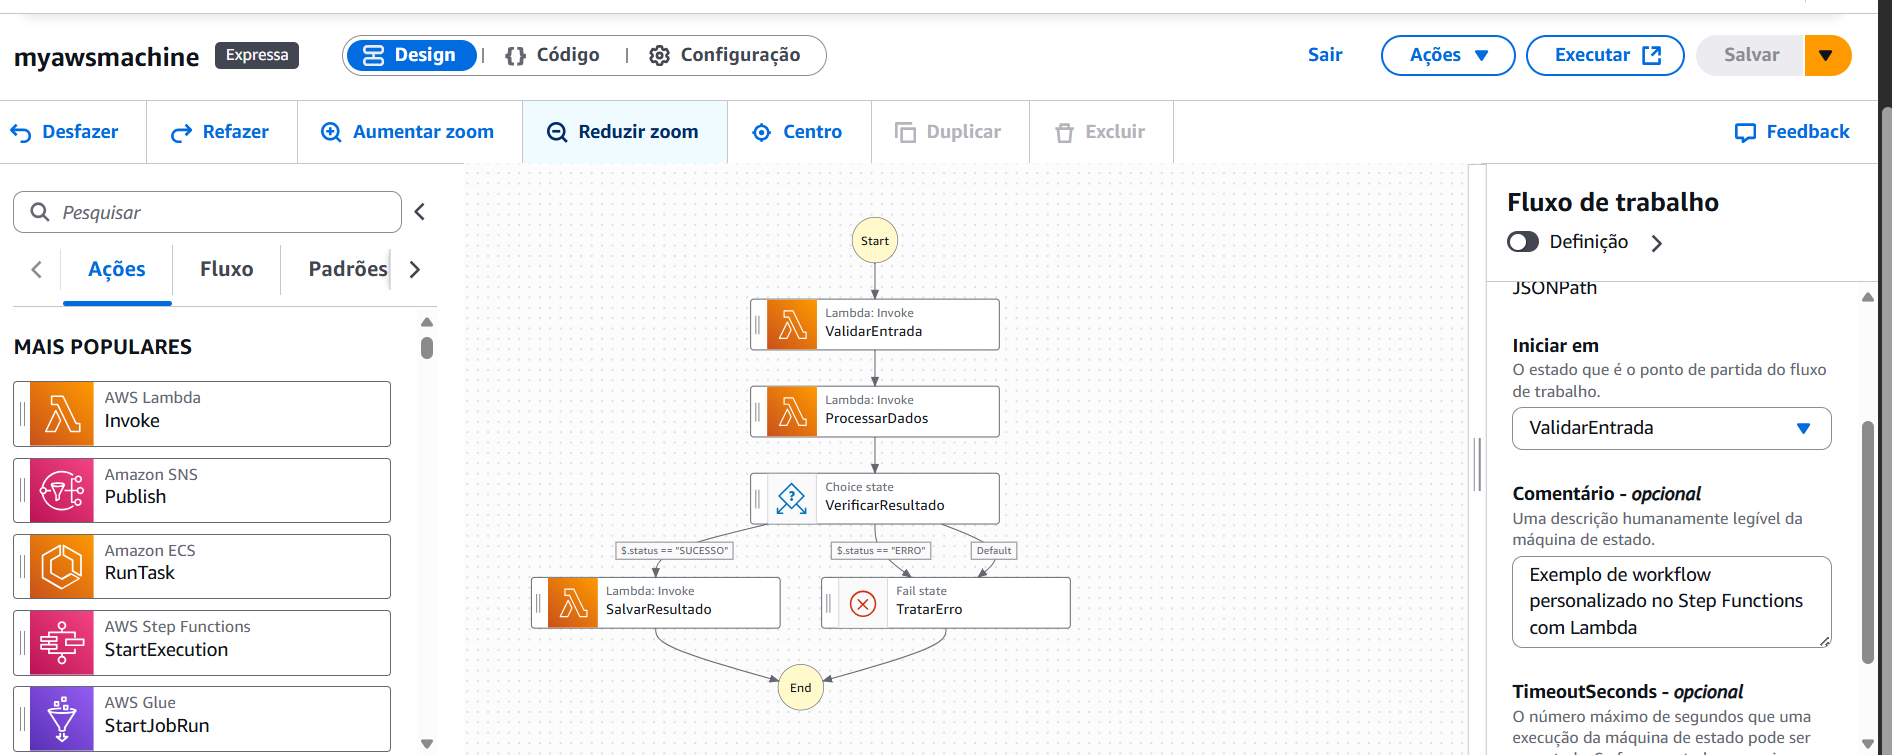 myawsmachine
Expressa
Design
Código
Configuração
Sair
Ações
Executar
Salvar
Desfazer
Refazer
Aumentar zoom
Reduzir zoom
Centro
Duplicar
Excluir
Feedback
Pesquisar
Ações
Fluxo
Padrões
MAIS POPULARES
AWS Lambda
Invoke
Amazon SNS
Publish
Amazon ECS
RunTask
AWS Step Functions
StartExecution
AWS Glue
StartJobRun
Start
Lambda: Invoke
ValidarEntrada
Lambda: Invoke
ProcessarDados
Choice state
VerificarResultado
$.status == "SUCESSO"
$.status == "ERRO"
Default
Lambda: Invoke
SalvarResultado
Fail state
TratarErro
End
Fluxo de trabalho
Definição
JSONPath
Iniciar em
O estado que é o ponto de partida do fluxo
de trabalho.
ValidarEntrada
Comentário - opcional
Uma descrição humanamente legível da
máquina de estado.
Exemplo de workflow
personalizado no Step Functions
com Lambda
TimeoutSeconds - opcional
O número máximo de segundos que uma
execução da máquina de estado pode ser